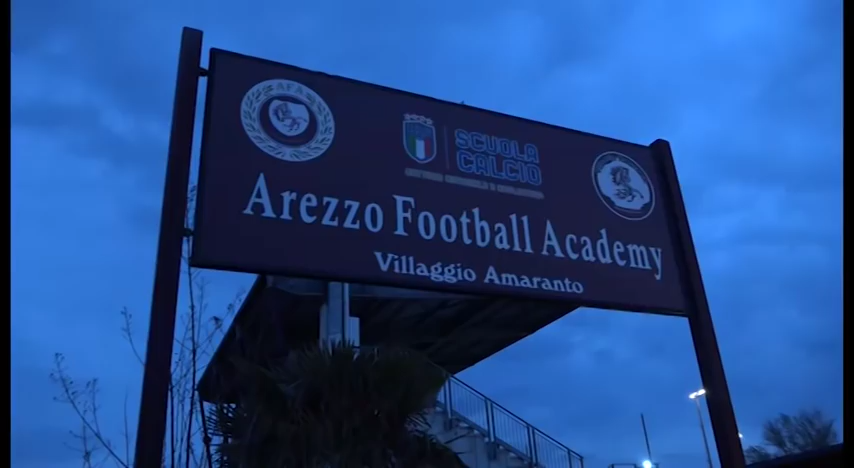 AFA
SCUOLA
CALCIO
Arezzo Football Academy
Villaggio Amaranto